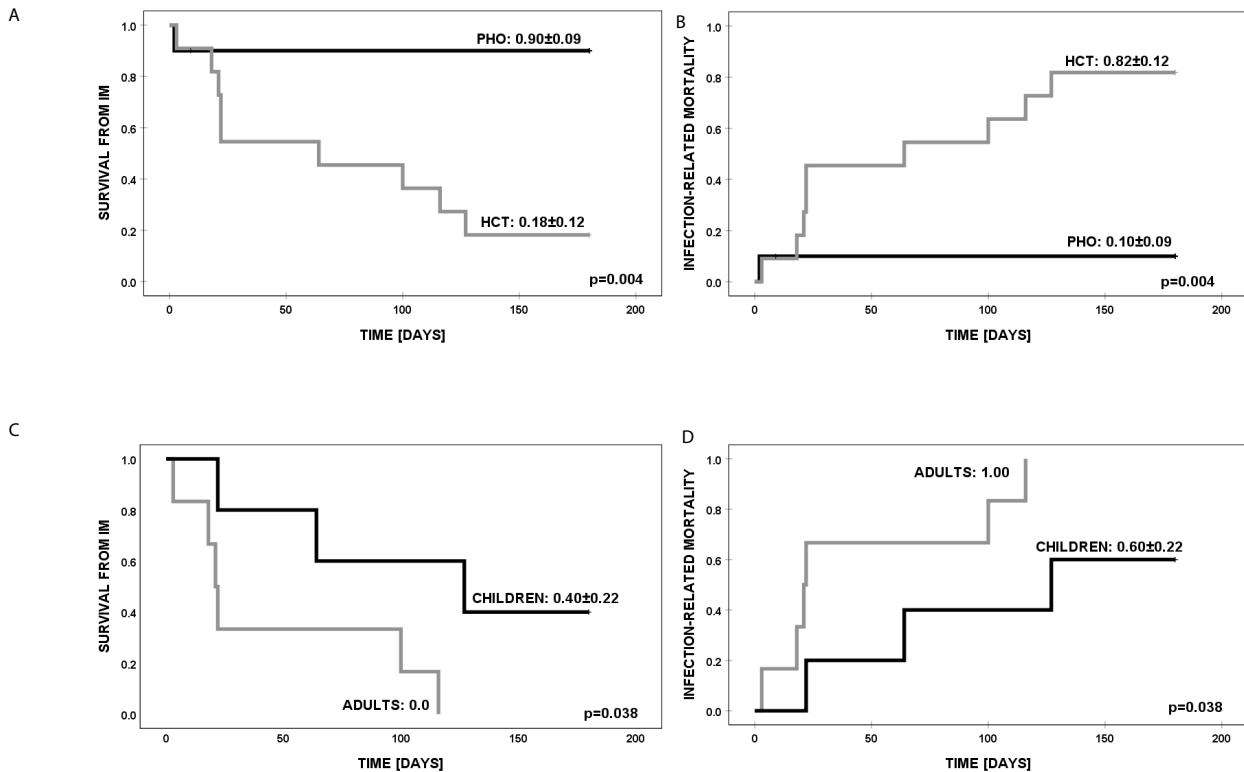 A
SURVIVAL FROM IM
1.0
0.8
0.6
0.4
0.2
0.0
PHO: 0.90±0.09
HCT: 0.18±0.12
p=0.004
0 50 100 150 200
TIME [DAYS]
B
INFECTION-RELATED MORTALITY
1.0
0.8
0.6
0.4
0.2
0.0
HCT: 0.82±0.12
PHO: 0.10±0.09
p=0.004
0 50 100 150 200
TIME [DAYS]
C
SURVIVAL FROM IM
1.0
0.8
0.6
0.4
0.2
0.0
CHILDREN: 0.40±0.22
ADULTS: 0.0
p=0.038
0 50 100 150 200
TIME [DAYS]
D
INFECTION-RELATED MORTALITY
1.0
0.8
0.6
0.4
0.2
0.0
ADULTS: 1.00
CHILDREN: 0.60±0.22
p=0.038
0 50 100 150 200
TIME [DAYS]